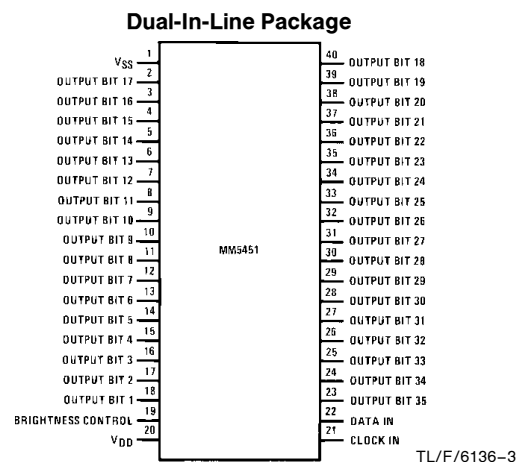 Dual-In-Line Package
VSS 1
OUTPUT BIT 17 2
OUTPUT BIT 16 3
OUTPUT BIT 15 4
OUTPUT BIT 14 5
OUTPUT BIT 13 6
OUTPUT BIT 12 7
OUTPUT BIT 11 8
OUTPUT BIT 10 9
OUTPUT BIT 9 10
OUTPUT BIT 8 11
OUTPUT BIT 7 12
OUTPUT BIT 6 13
OUTPUT BIT 5 14
OUTPUT BIT 4 15
OUTPUT BIT 3 16
OUTPUT BIT 2 17
OUTPUT BIT 1 18
BRIGHTNESS CONTROL 19
VDD 20
MM5451
40 OUTPUT BIT 18
39 OUTPUT BIT 19
38 OUTPUT BIT 20
37 OUTPUT BIT 21
36 OUTPUT BIT 22
35 OUTPUT BIT 23
34 OUTPUT BIT 24
33 OUTPUT BIT 25
32 OUTPUT BIT 26
31 OUTPUT BIT 27
30 OUTPUT BIT 28
29 OUTPUT BIT 29
28 OUTPUT BIT 30
27 OUTPUT BIT 31
26 OUTPUT BIT 32
25 OUTPUT BIT 33
24 OUTPUT BIT 34
23 OUTPUT BIT 35
22 DATA IN
21 CLOCK IN
TL/F/6136–3